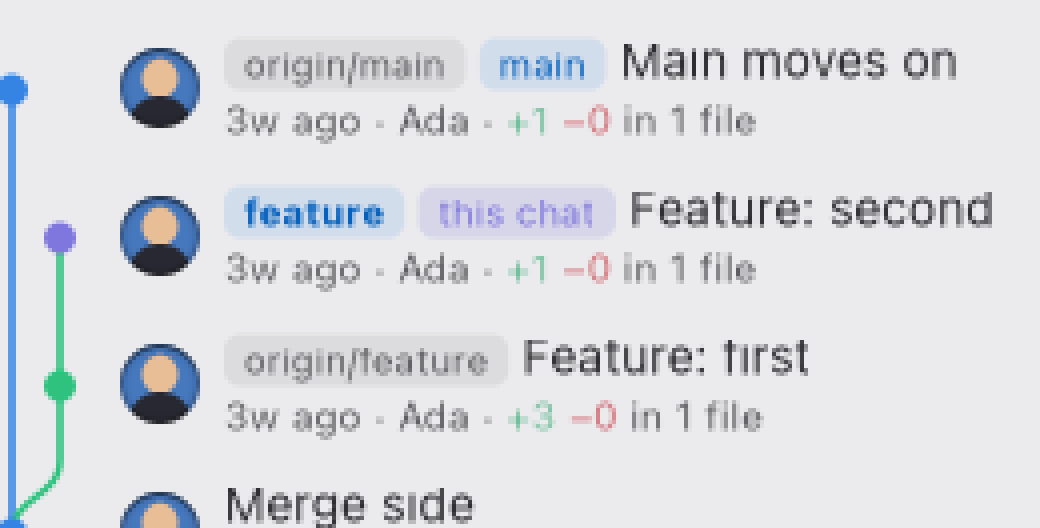 origin/main main Main moves on
3w ago · Ada · +1 −0 in 1 file
feature this chat Feature: second
3w ago · Ada · +1 −0 in 1 file
origin/feature Feature: first
3w ago · Ada · +3 −0 in 1 file
Merge side